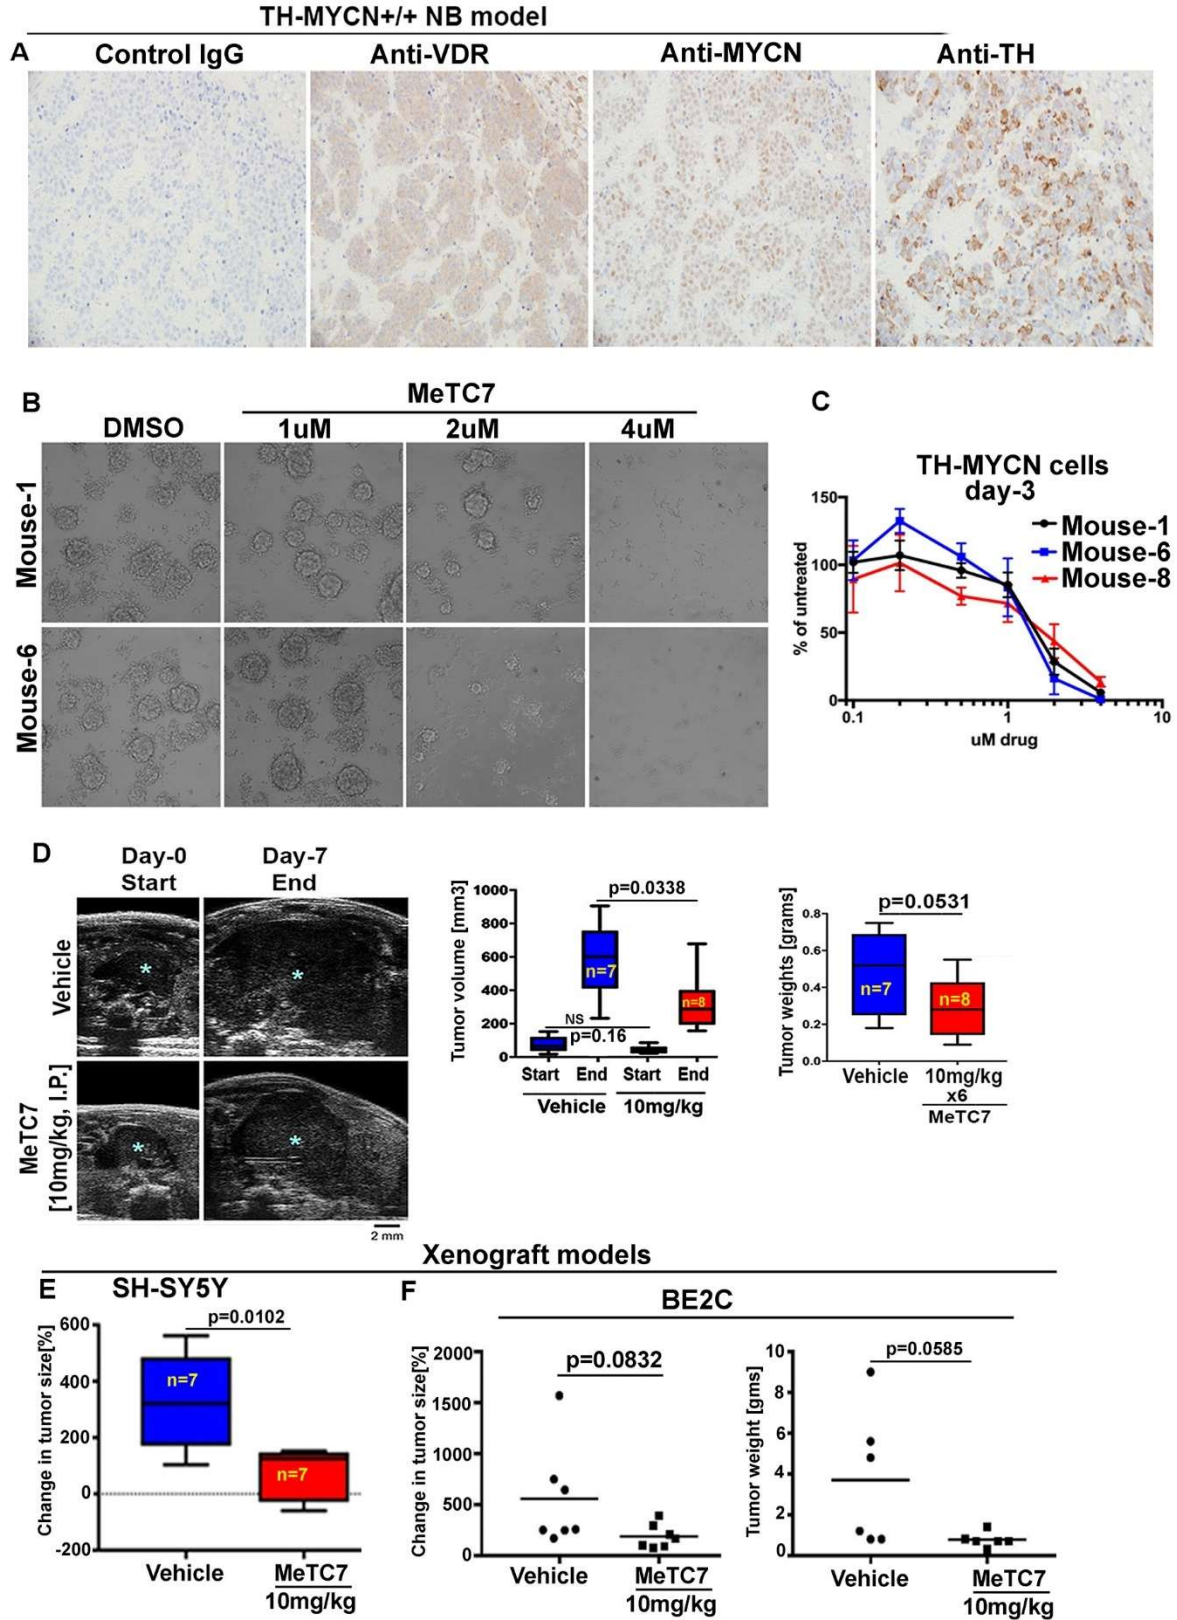 TH-MYCN+/+ NB model
A
Control IgG
Anti-VDR
Anti-MYCN
Anti-TH
B
MeTC7
DMSO
1uM
2uM
4uM
Mouse-1
Mouse-6
C
TH-MYCN cells
day-3
Mouse-1
Mouse-6
Mouse-8
% of untreated
150
100
50
0
0.1
1
10
uM drug
D
Day-0
Start
Day-7
End
Vehicle
MeTC7
[10mg/kg, I.P.]
*
*
*
*
2 mm
Tumor volume [mm3]
1000
800
600
400
200
0
p=0.0338
n=7
n=8
NS
p=0.16
Start
End
Start
End
Vehicle
10mg/kg
Tumor weights [grams]
0.8
0.6
0.4
0.2
0.0
p=0.0531
n=7
n=8
Vehicle
10mg/kg
x6
MeTC7
Xenograft models
E
SH-SY5Y
Change in tumor size[%]
600
400
200
0
-200
p=0.0102
n=7
n=7
Vehicle
MeTC7
10mg/kg
F
BE2C
Change in tumor size[%]
2000
1500
1000
500
0
p=0.0832
Vehicle
MeTC7
10mg/kg
Tumor weight [gms]
10
8
6
4
2
0
p=0.0585
Vehicle
MeTC7
10mg/kg